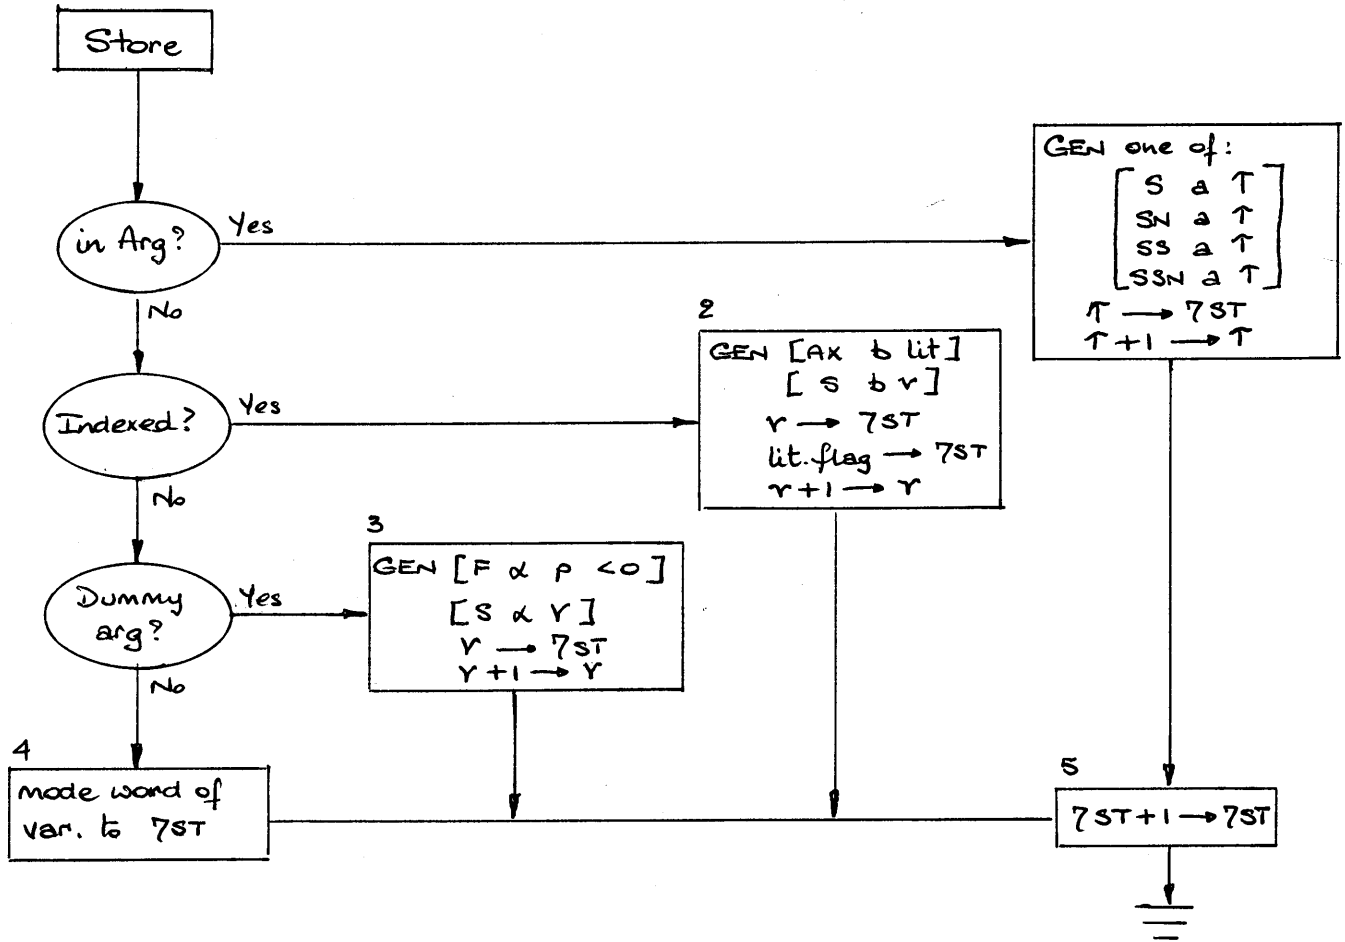 Store
in Arg?
Yes
No
GEN one of:
[ S a ↑ ]
SN a ↑
SS a ↑
SSN a ↑
↑ → 7ST
↑+1 → ↑
Indexed?
Yes
No
2
GEN [AX b lit]
[ S b r ]
r → 7ST
lit.flag → 7ST
r+1 → r
Dummy
arg?
Yes
No
3
GEN [F α p <0]
[S α r]
r → 7ST
r+1 → r
4
mode word of
var. to 7ST
5
7ST+1 → 7ST